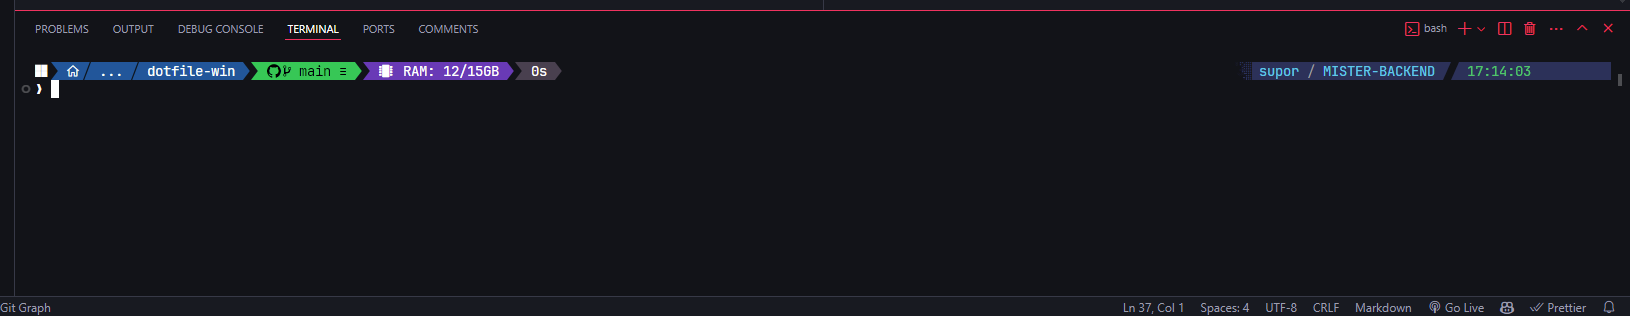 PROBLEMS OUTPUT DEBUG CONSOLE TERMINAL PORTS COMMENTS bash
... dotfile-win main ≡ RAM: 12/15GB 0s supor / MISTER-BACKEND 17:14:03
❯
Git Graph Ln 37, Col 1 Spaces: 4 UTF-8 CRLF Markdown Go Live Prettier